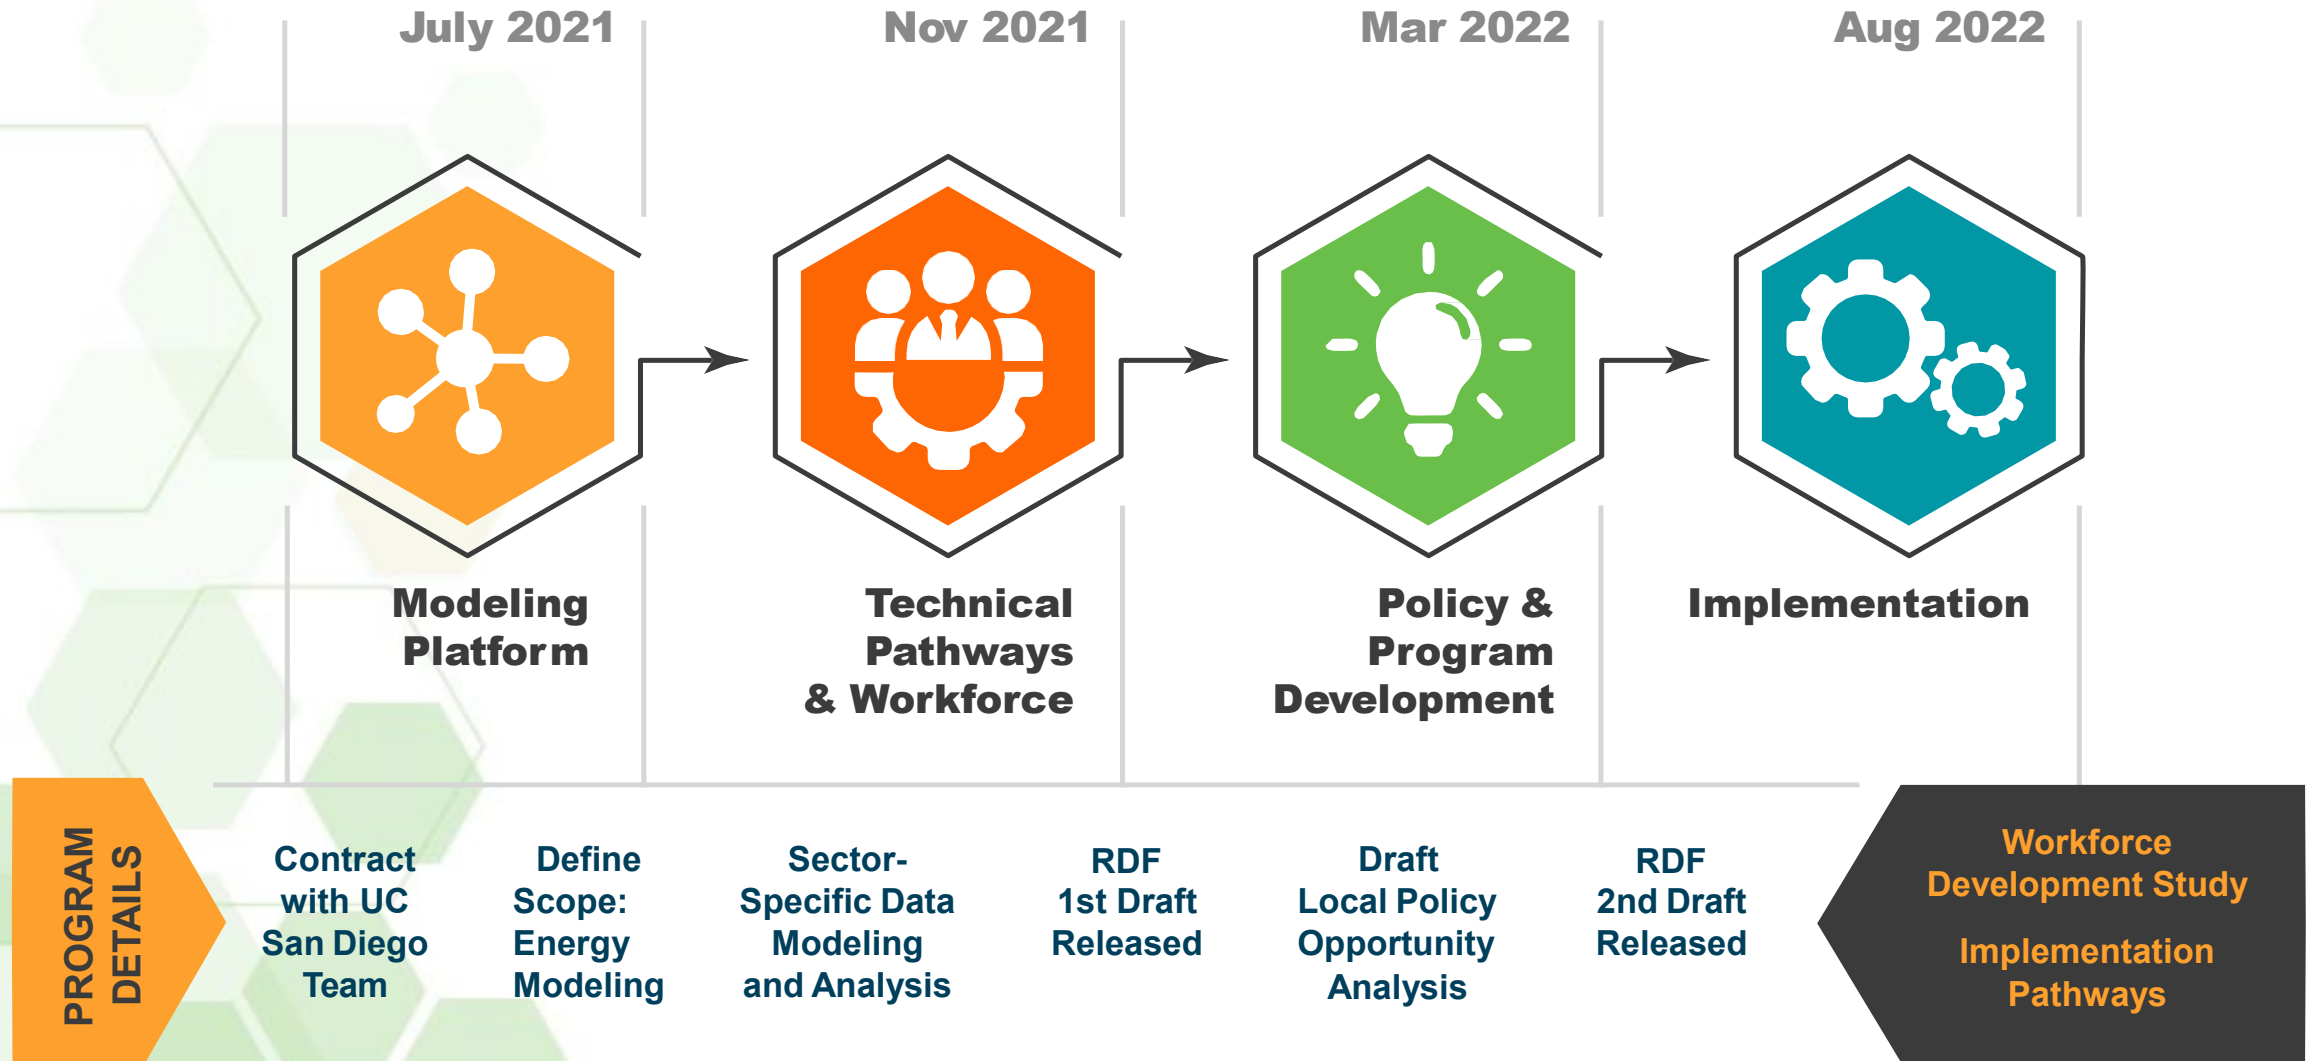 July 2021
Nov 2021
Mar 2022
Aug 2022
Modeling
Platform
Technical
Pathways
& Workforce
Policy &
Program
Development
Implementation
PROGRAM
DETAILS
Contract
with UC
San Diego
Team
Define
Scope:
Energy
Modeling
Sector-
Specific Data
Modeling
and Analysis
RDF
1st Draft
Released
Draft
Local Policy
Opportunity
Analysis
RDF
2nd Draft
Released
Workforce
Development Study
Implementation
Pathways